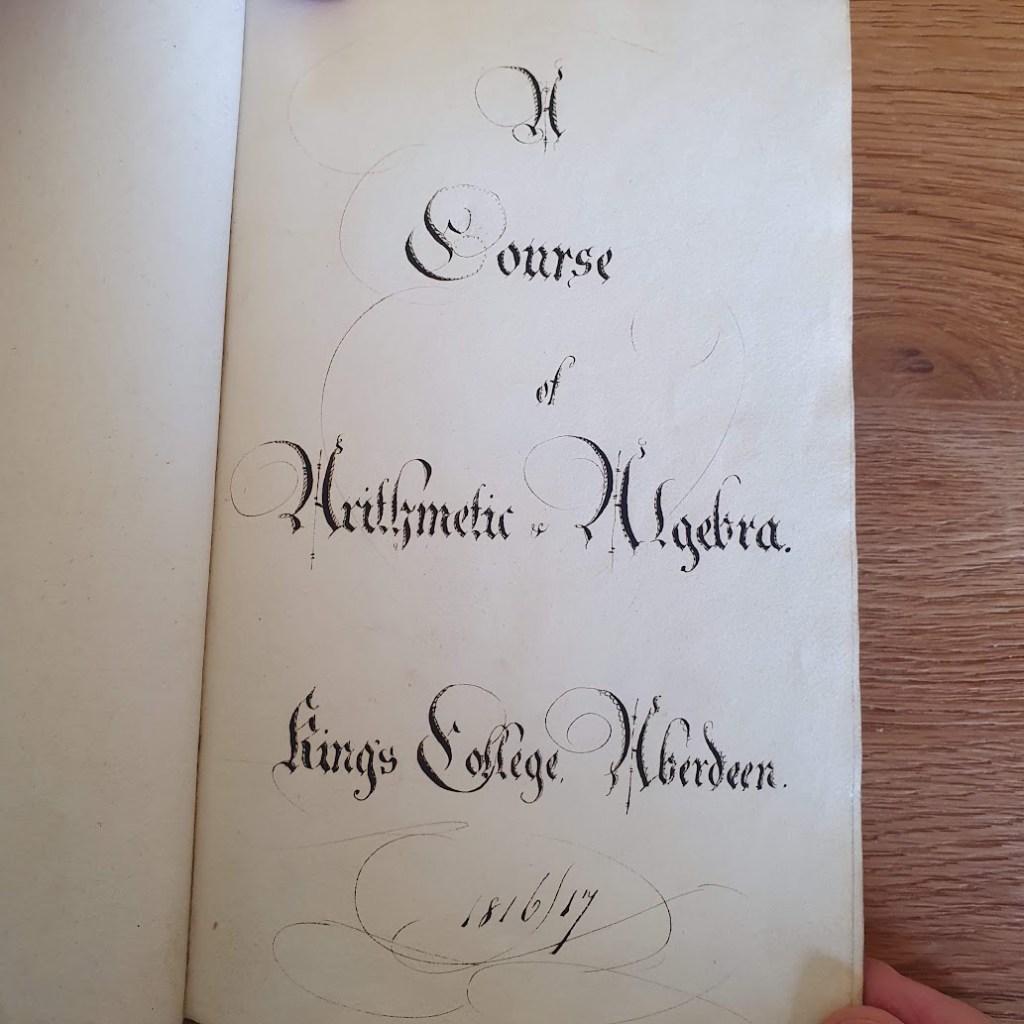 A
Course
of
Arithmetic & Algebra.
King's College, Aberdeen.
1816/17